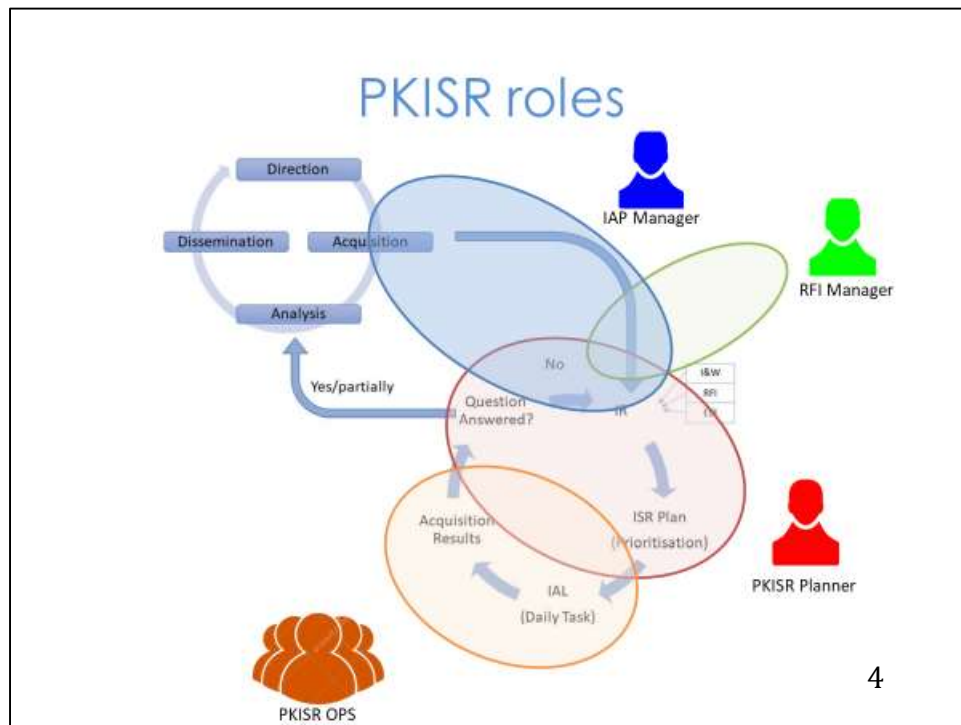 PKISR roles
IAP Manager
RFI Manager
PKISR Planner
PKISR OPS
Direction
Dissemination
Acquisition
Analysis
Yes/partially
No
Question
Answered?
IR
I&W
RFI
ISR Plan
(Prioritisation)
IAL
(Daily Task)
Acquisition
Results
4